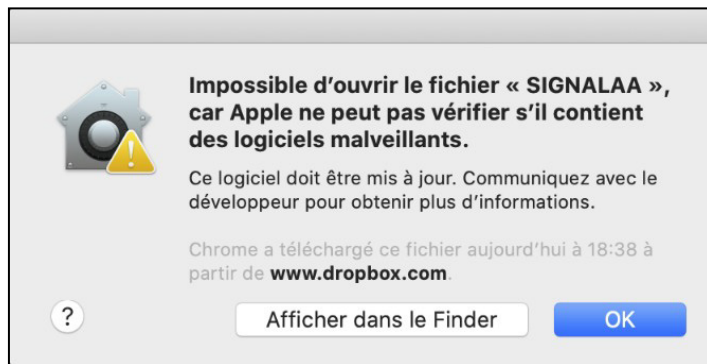 Impossible d’ouvrir le fichier « SIGNALAA »,
car Apple ne peut pas vérifier s’il contient
des logiciels malveillants.
Ce logiciel doit être mis à jour. Communiquez avec le
développeur pour obtenir plus d’informations.
Chrome a téléchargé ce fichier aujourd’hui à 18:38 à
partir de www.dropbox.com.
? Afficher dans le Finder OK